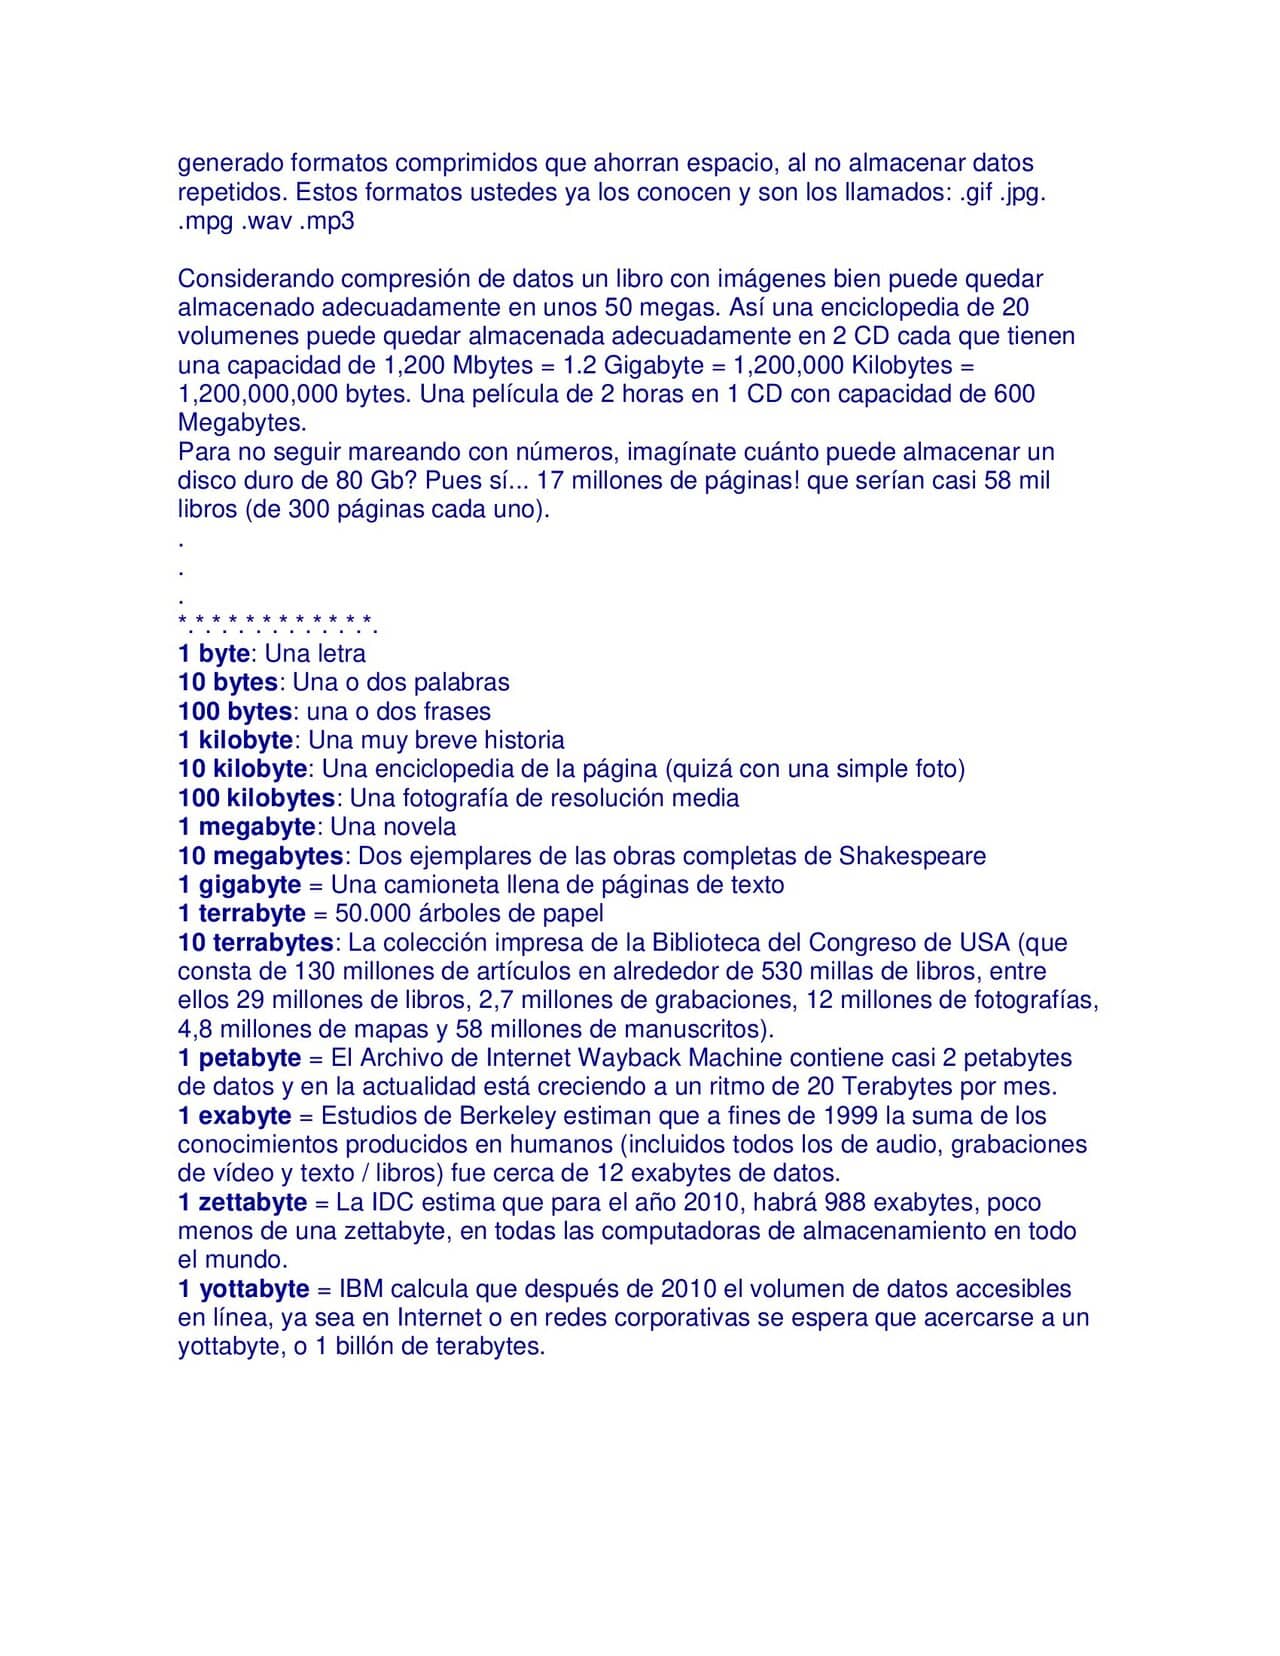 generado formatos comprimidos que ahorran espacio, al no almacenar datos
repetidos. Estos formatos ustedes ya los conocen y son los llamados: .gif .jpg.
.mpg .wav .mp3
Considerando compresión de datos un libro con imágenes bien puede quedar
almacenado adecuadamente en unos 50 megas. Así una enciclopedia de 20
volumenes puede quedar almacenada adecuadamente en 2 CD cada que tienen
una capacidad de 1,200 Mbytes = 1.2 Gigabyte = 1,200,000 Kilobytes =
1,200,000,000 bytes. Una película de 2 horas en 1 CD con capacidad de 600
Megabytes.
Para no seguir mareando con números, imagínate cuánto puede almacenar un
disco duro de 80 Gb? Pues sí... 17 millones de páginas! que serían casi 58 mil
libros (de 300 páginas cada uno).
.
.
.
*.*.*.*.*.*.*.*.*.*.*.*.
1 byte: Una letra
10 bytes: Una o dos palabras
100 bytes: una o dos frases
1 kilobyte: Una muy breve historia
10 kilobyte: Una enciclopedia de la página (quizá con una simple foto)
100 kilobytes: Una fotografía de resolución media
1 megabyte: Una novela
10 megabytes: Dos ejemplares de las obras completas de Shakespeare
1 gigabyte = Una camioneta llena de páginas de texto
1 terrabyte = 50.000 árboles de papel
10 terrabytes: La colección impresa de la Biblioteca del Congreso de USA (que
consta de 130 millones de artículos en alrededor de 530 millas de libros, entre
ellos 29 millones de libros, 2,7 millones de grabaciones, 12 millones de fotografías,
4,8 millones de mapas y 58 millones de manuscritos).
1 petabyte = El Archivo de Internet Wayback Machine contiene casi 2 petabytes
de datos y en la actualidad está creciendo a un ritmo de 20 Terabytes por mes.
1 exabyte = Estudios de Berkeley estiman que a fines de 1999 la suma de los
conocimientos producidos en humanos (incluidos todos los de audio, grabaciones
de vídeo y texto / libros) fue cerca de 12 exabytes de datos.
1 zettabyte = La IDC estima que para el año 2010, habrá 988 exabytes, poco
menos de una zettabyte, en todas las computadoras de almacenamiento en todo
el mundo.
1 yottabyte = IBM calcula que después de 2010 el volumen de datos accesibles
en línea, ya sea en Internet o en redes corporativas se espera que acercarse a un
yottabyte, o 1 billón de terabytes.